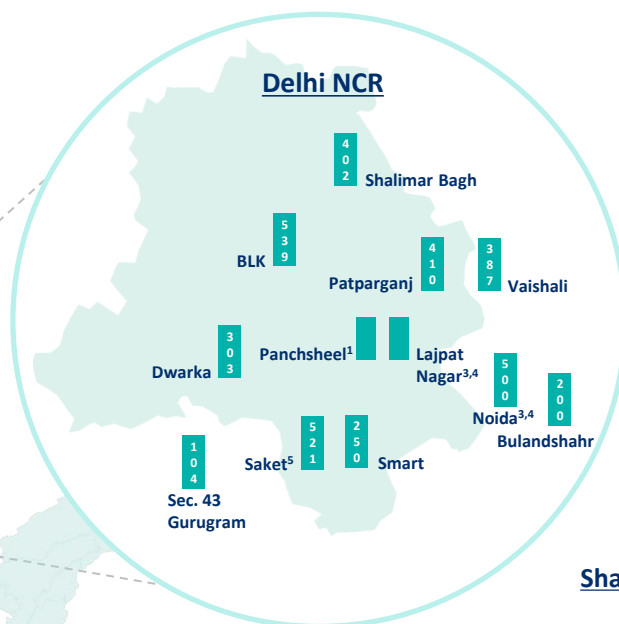 Delhi NCR
402
Shalimar Bagh
539
BLK
410
Patparganj
387
Vaishali
303
Dwarka
Panchsheel1
Lajpat
Nagar3,4
500
Noida3,4
200
Bulandshahr
521
Saket5
250
Smart
104
Sec. 43
Gurugram
Sha